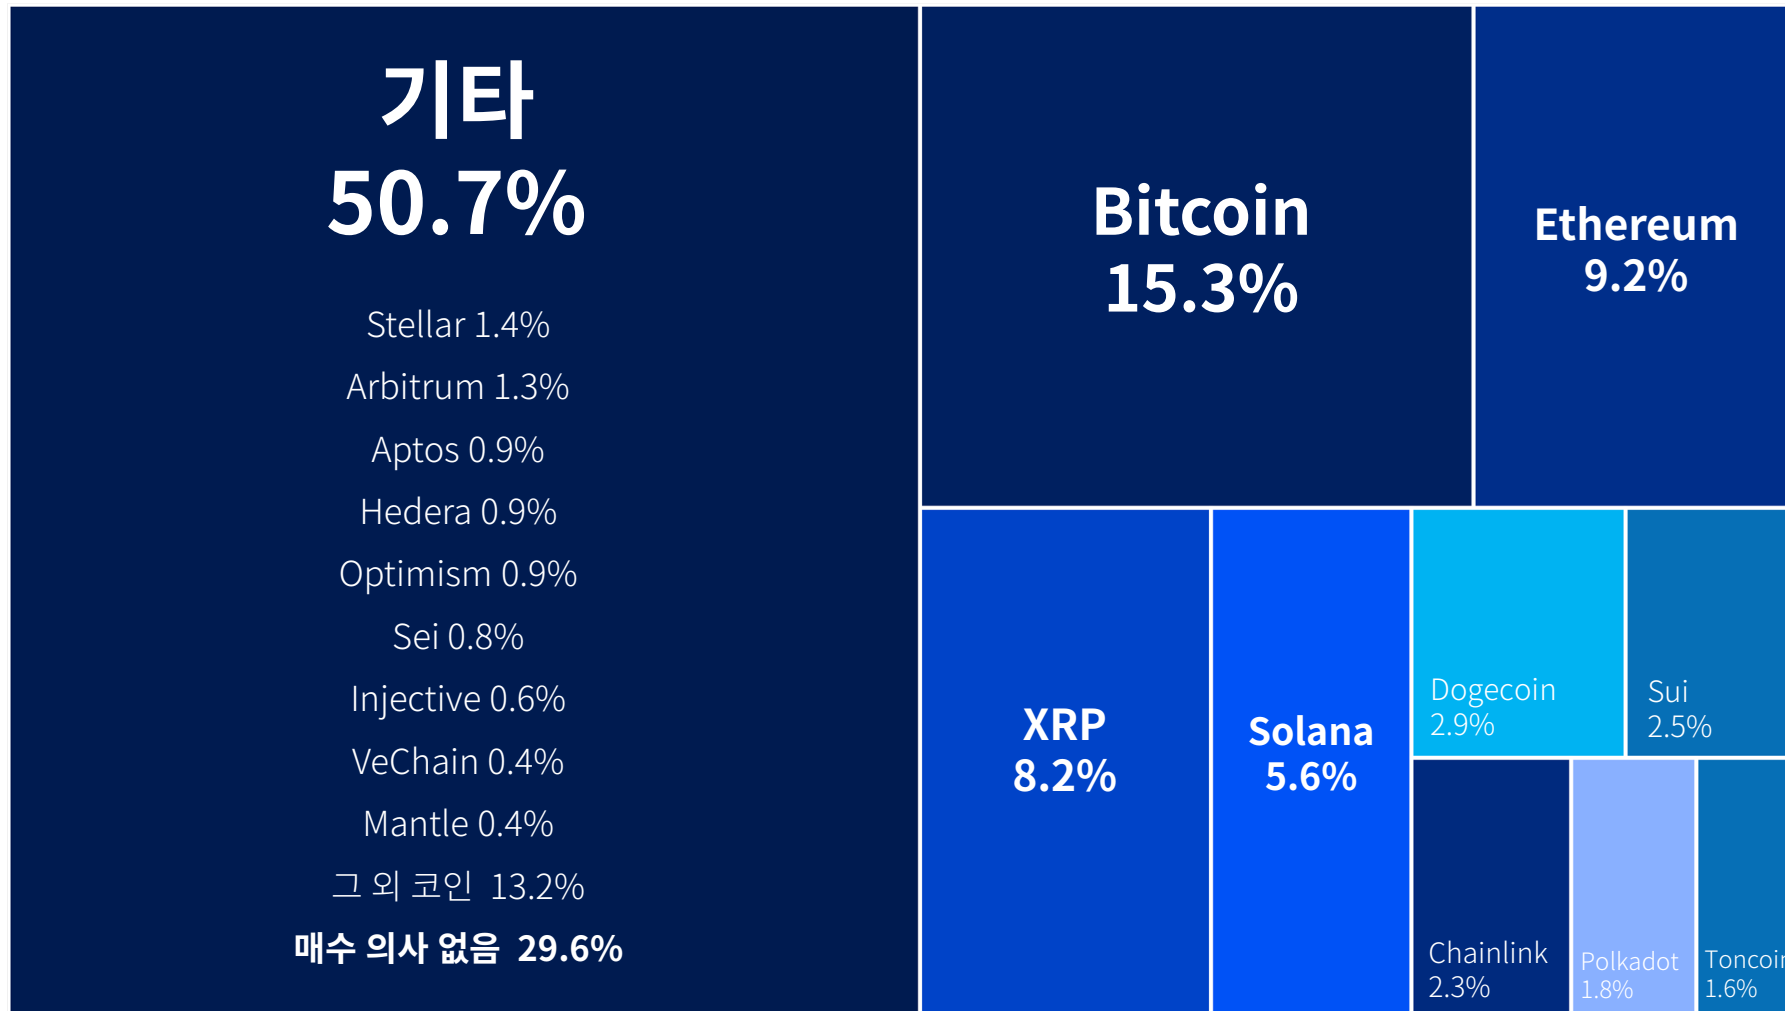 기타
50.7%
Stellar 1.4%
Arbitrum 1.3%
Aptos 0.9%
Hedera 0.9%
Optimism 0.9%
Sei 0.8%
Injective 0.6%
VeChain 0.4%
Mantle 0.4%
그 외 코인 13.2%
매수 의사 없음 29.6%
Bitcoin
15.3%
Ethereum
9.2%
XRP
8.2%
Solana
5.6%
Dogecoin
2.9%
Sui
2.5%
Chainlink
2.3%
Polkadot
1.8%
Toncoin
1.6%